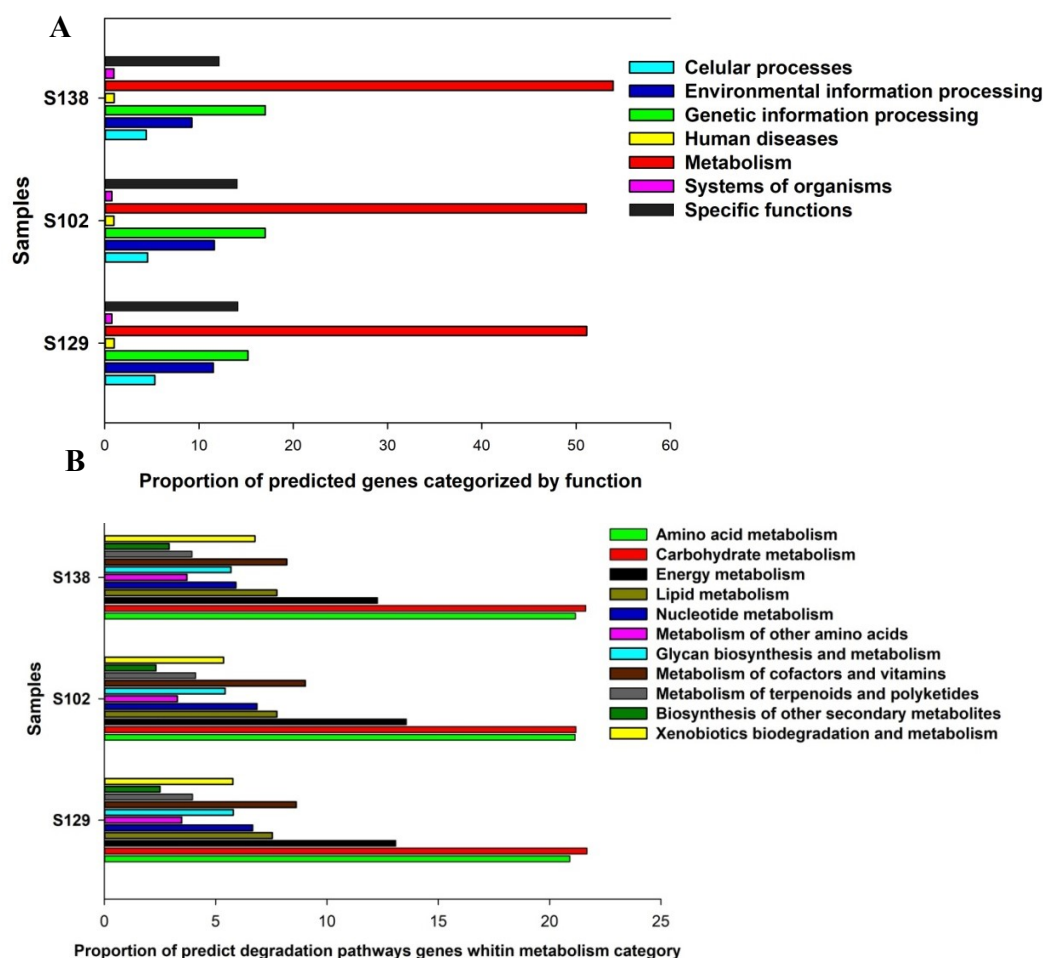 A
S138
S102
S129
Samples
0 10 20 30 40 50 60
Proportion of predicted genes categorized by function
Celular processes
Environmental information processing
Genetic information processing
Human diseases
Metabolism
Systems of organisms
Specific functions
B
S138
S102
S129
Samples
0 5 10 15 20 25
Proportion of predict degradation pathways genes whitin metabolism category
Amino acid metabolism
Carbohydrate metabolism
Energy metabolism
Lipid metabolism
Nucleotide metabolism
Metabolism of other amino acids
Glycan biosynthesis and metabolism
Metabolism of cofactors and vitamins
Metabolism of terpenoids and polyketides
Biosynthesis of other secondary metabolites
Xenobiotics biodegradation and metabolism